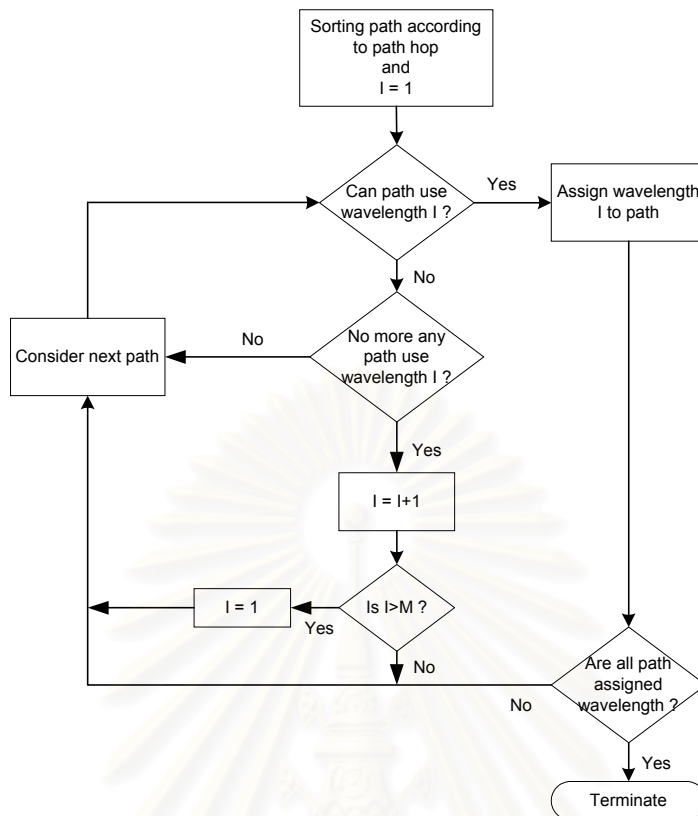 Sorting path according
to path hop
and
I = 1
Can path use
wavelength I ?
Yes
Assign wavelength
I to path
No
No more any
path use
wavelength I ?
No
Consider next path
Yes
I = I+1
Is I>M ?
Yes
I = 1
No
Are all path
assigned
wavelength ?
No
Yes
Terminate